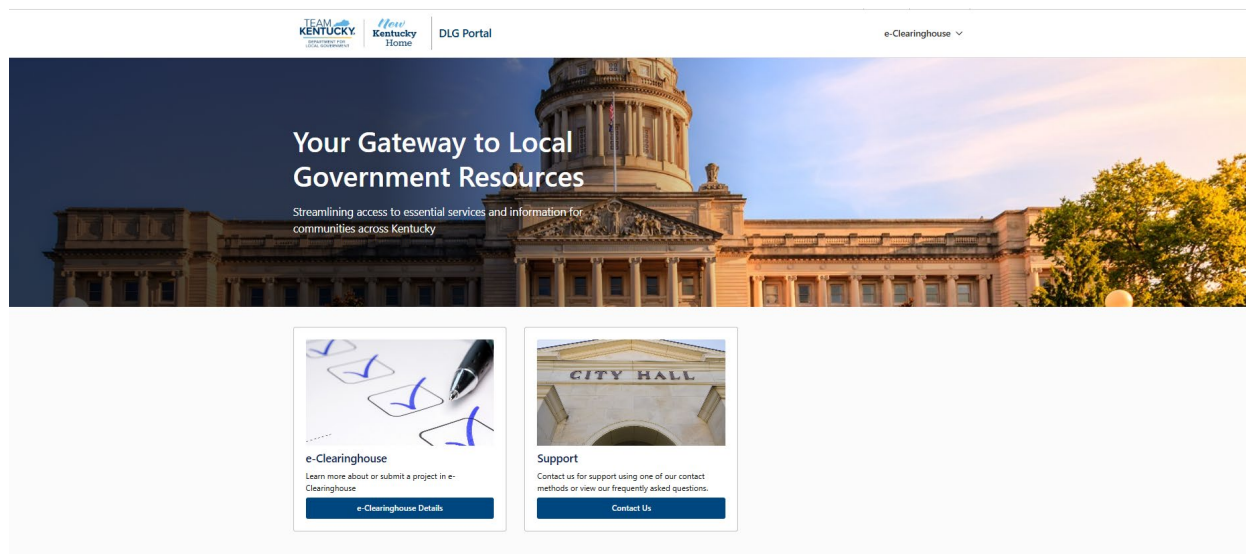 TEAM
KENTUCKY.
DEPARTMENT FOR
LOCAL GOVERNMENT
New
Kentucky
Home
DLG Portal
e-Clearinghouse
Your Gateway to Local
Government Resources
Streamlining access to essential services and information for
communities across Kentucky
CITY HALL
e-Clearinghouse
Learn more about or submit a project in e-
Clearinghouse
e-Clearinghouse Details
Support
Contact us for support using one of our contact
methods or view our frequently asked questions.
Contact Us